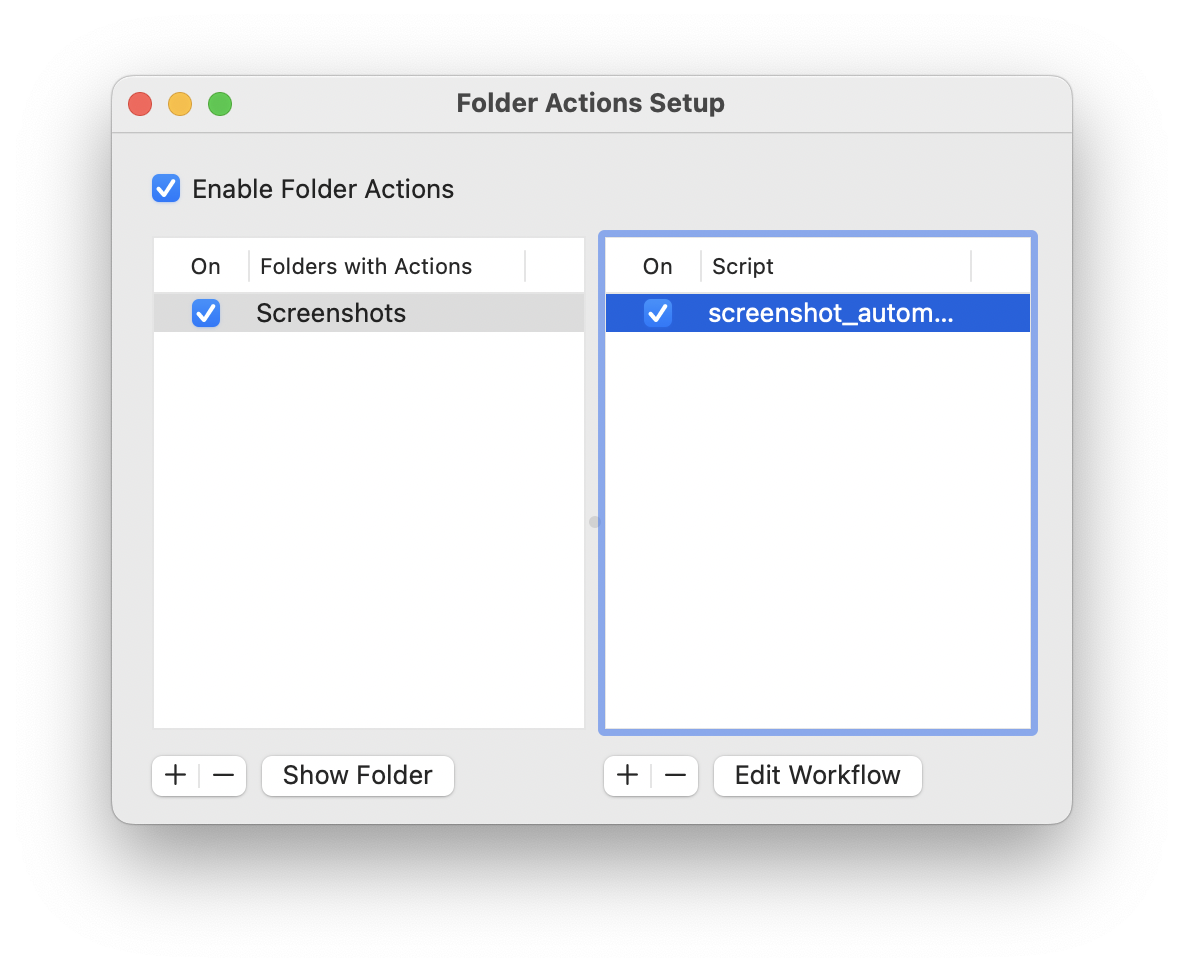 Folder Actions Setup
Enable Folder Actions
On Folders with Actions
Screenshots
On Script
screenshot_autom...
+ − Show Folder
+ − Edit Workflow